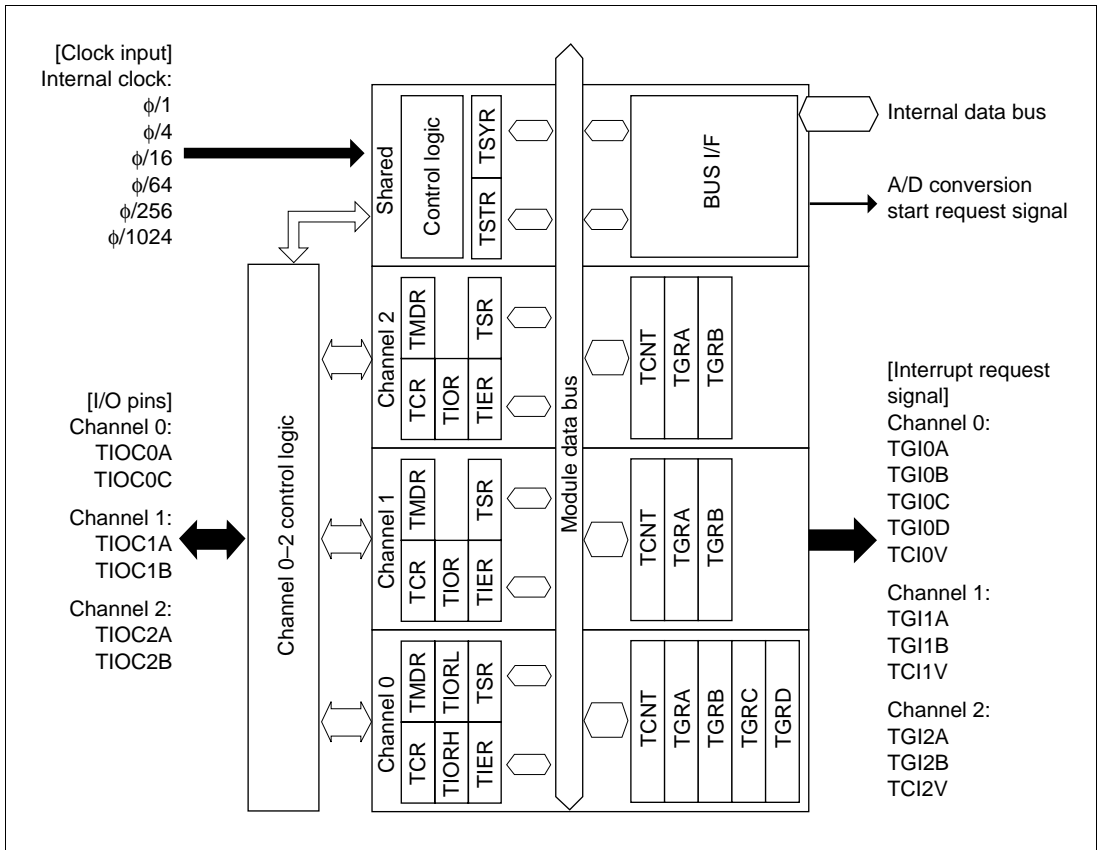 [Clock input]
Internal clock:
ϕ/1
ϕ/4
ϕ/16
ϕ/64
ϕ/256
ϕ/1024
[I/O pins]
Channel 0:
TIOC0A
TIOC0C
Channel 1:
TIOC1A
TIOC1B
Channel 2:
TIOC2A
TIOC2B
Channel 0–2 control logic
Shared
Control logic
TSTR
TSYR
BUS I/F
Channel 2
TCR
TMDR
TIOR
TIER
TSR
TCNT
TGRA
TGRB
Channel 1
TCR
TMDR
TIOR
TIER
TSR
TCNT
TGRA
TGRB
Channel 0
TCR
TMDR
TIORH
TIORL
TIER
TSR
TCNT
TGRA
TGRB
TGRC
TGRD
Module data bus
Internal data bus
A/D conversion
start request signal
[Interrupt request
signal]
Channel 0:
TGI0A
TGI0B
TGI0C
TGI0D
TCI0V
Channel 1:
TGI1A
TGI1B
TCI1V
Channel 2:
TGI2A
TGI2B
TCI2V